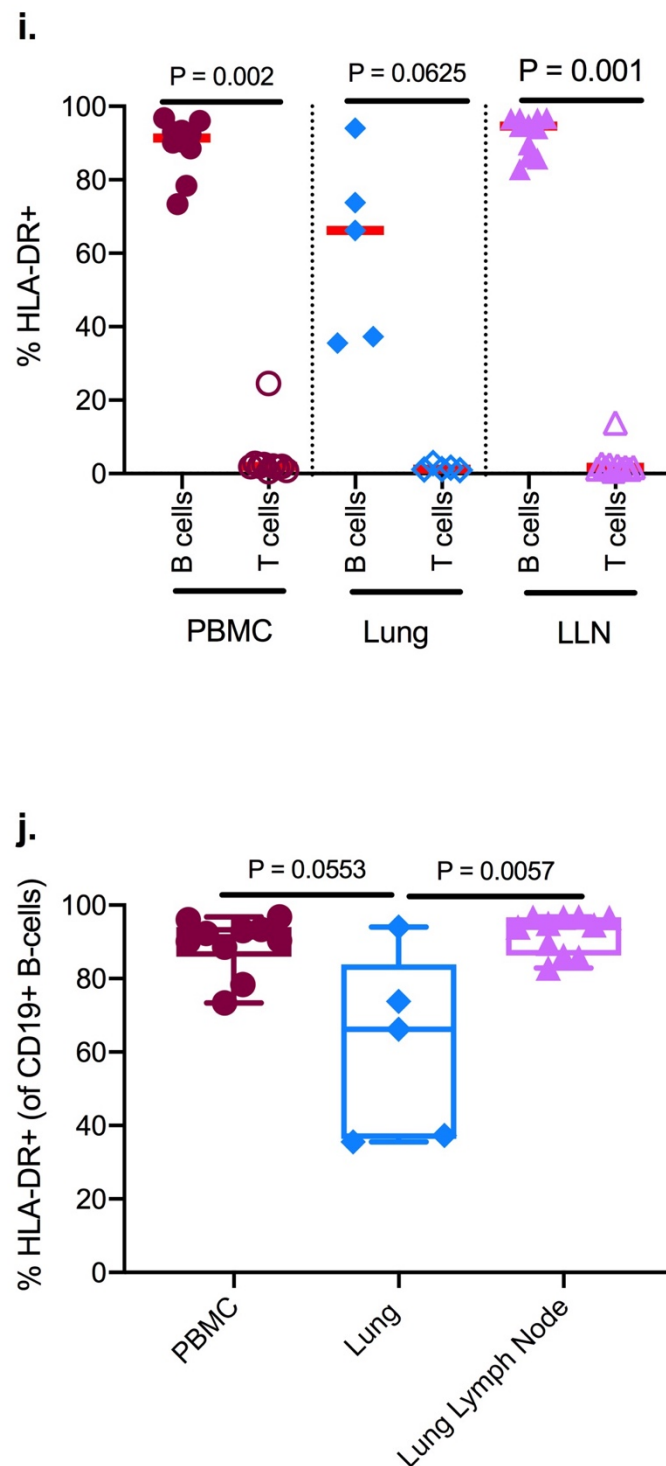 i.
P = 0.002 P = 0.0625 P = 0.001
% HLA-DR+
100
80
60
40
20
0
B cells T cells B cells T cells B cells T cells
PBMC Lung LLN
j.
P = 0.0553 P = 0.0057
% HLA-DR+ (of CD19+ B-cells)
100
80
60
40
20
0
PBMC Lung Lung Lymph Node